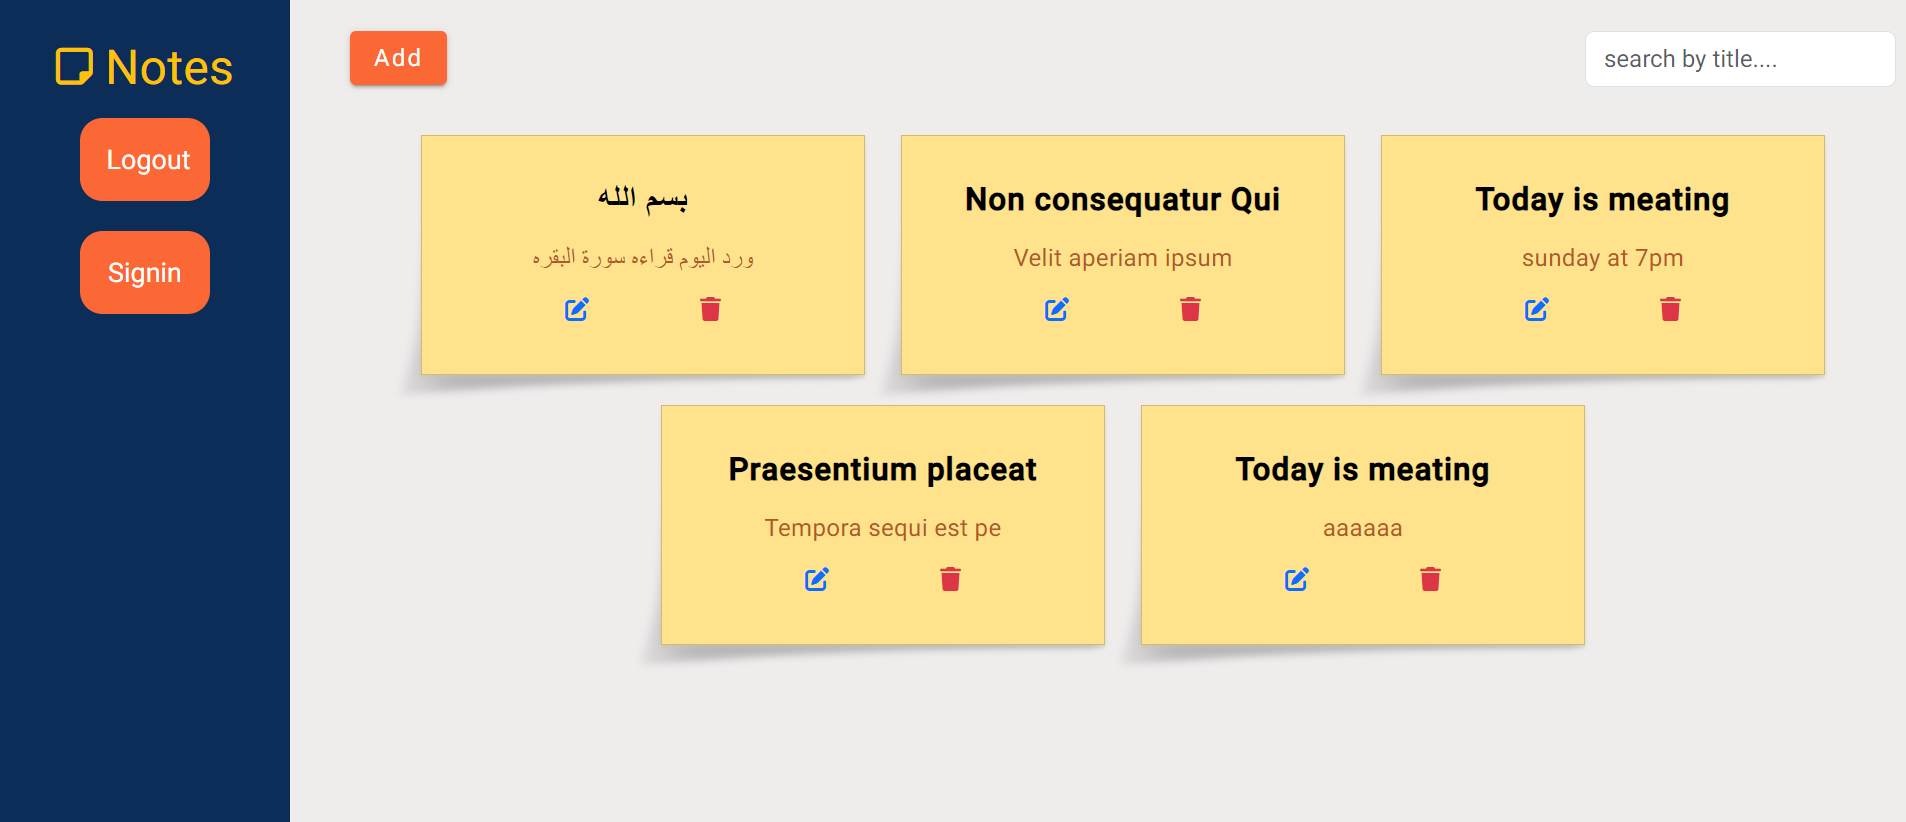 Notes
Logout
Signin
Add
search by title....
بسم الله
ورد اليوم قراءه سورة البقره
Non consequatur Qui
Velit aperiam ipsum
Today is meating
sunday at 7pm
Praesentium placeat
Tempora sequi est pe
Today is meating
aaaaaa